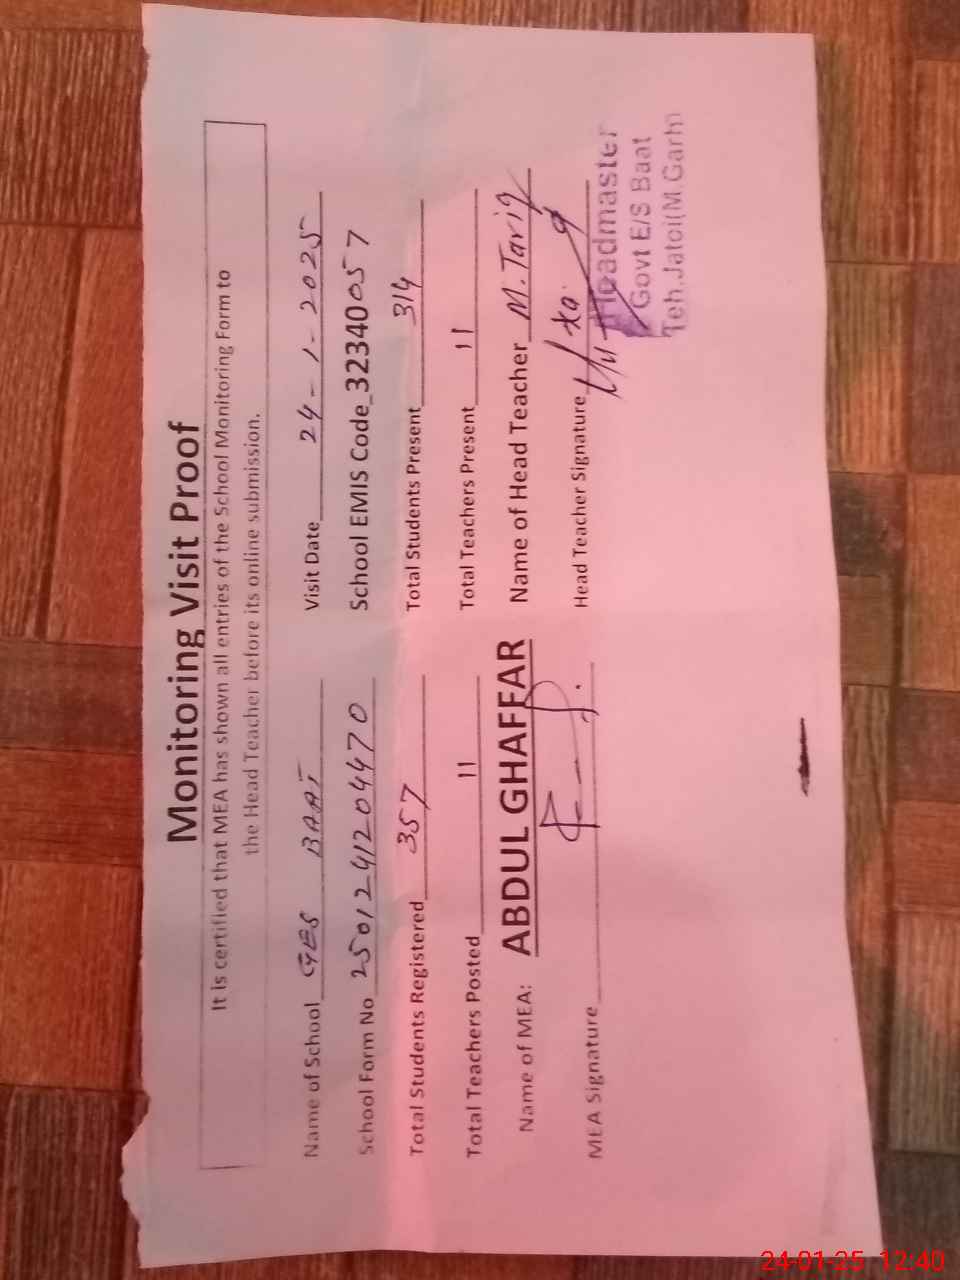 Monitoring Visit Proof
It is certified that MEA has shown all entries of the School Monitoring Form to
the Head Teacher before its online submission.
Name of School GES BAAT Visit Date 24-1-2025
School Form No 2501241204470 School EMIS Code 32340057
Total Students Registered 357 Total Students Present 314
Total Teachers Posted 11 Total Teachers Present 11
Name of MEA: ABDUL GHAFFAR Name of Head Teacher M. Tariq
MEA Signature Head Teacher Signature
Headmaster
Govt E/S Baat
Teh.Jatoi(M.Garh)
24-01-25 12:40